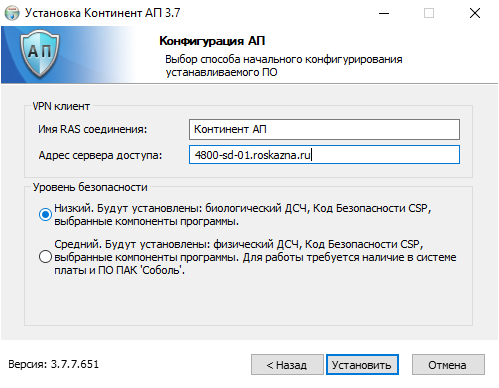 Установка Континент АП 3.7
АП
Конфигурация АП
Выбор способа начального конфигурирования
устанавливаемого ПО
VPN клиент
Имя RAS соединения:
Континент АП
Адрес сервера доступа:
4800-sd-01.roskazna.ru
Уровень безопасности
Низкий. Будут установлены: биологический ДСЧ, Код Безопасности CSP,
выбранные компоненты программы.
Средний. Будут установлены: физический ДСЧ, Код Безопасности CSP,
выбранные компоненты программы. Для работы требуется наличие в системе
платы и ПО ПАК 'Соболь'.
Версия: 3.7.7.651
< Назад
Установить
Отмена